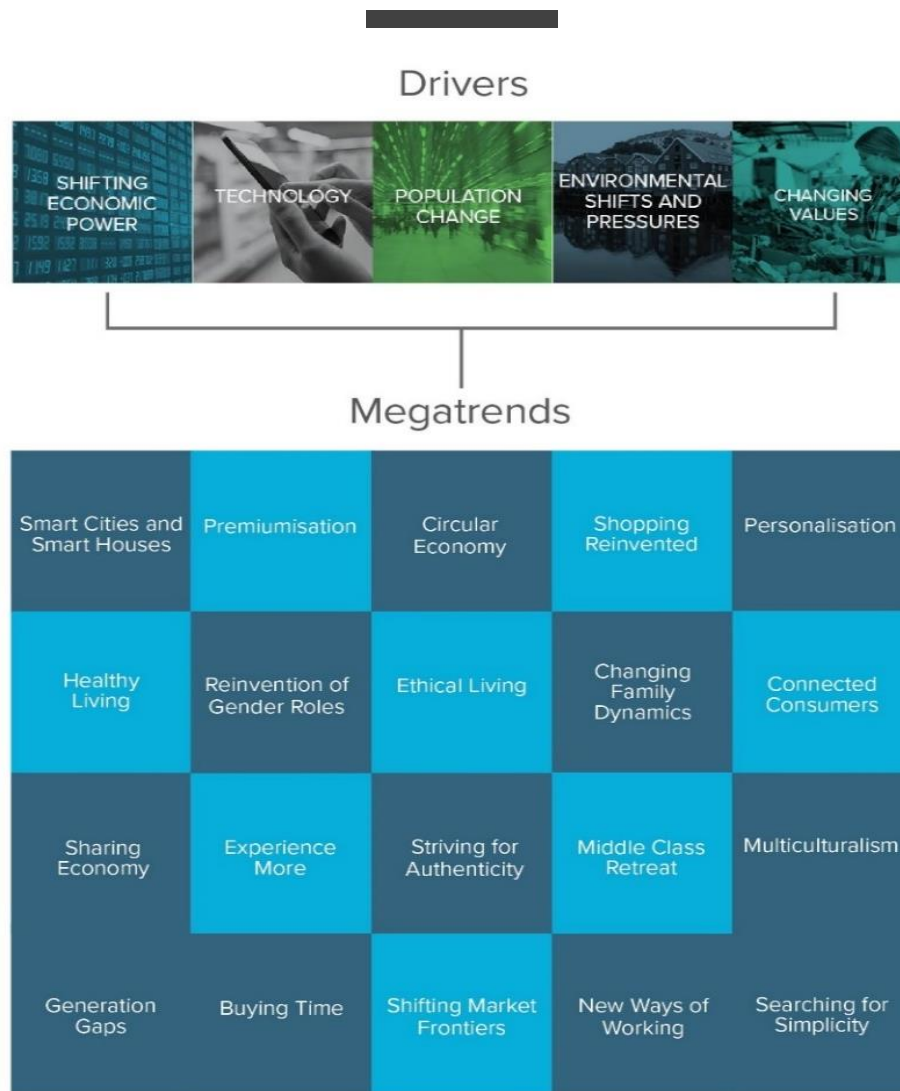 Drivers
SHIFTING
ECONOMIC
POWER
TECHNOLOGY
POPULATION
CHANGE
ENVIRONMENTAL
SHIFTS AND
PRESSURES
CHANGING
VALUES
Megatrends
Smart Cities and
Smart Houses
Premiumisation
Circular
Economy
Shopping
Reinvented
Personalisation
Healthy
Living
Reinvention of
Gender Roles
Ethical Living
Changing
Family
Dynamics
Connected
Consumers
Sharing
Economy
Experience
More
Striving for
Authenticity
Middle Class
Retreat
Multiculturalism
Generation
Gaps
Buying Time
Shifting Market
Frontiers
New Ways of
Working
Searching for
Simplicity